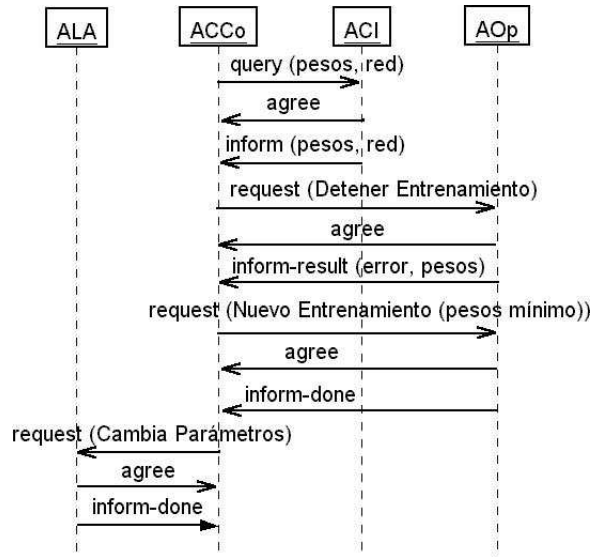 ALA ACCo ACI AOp
query (pesos, red)
agree
inform (pesos, red)
request (Detener Entrenamiento)
agree
inform-result (error, pesos)
request (Nuevo Entrenamiento (pesos mínimo))
agree
inform-done
request (Cambia Parámetros)
agree
inform-done